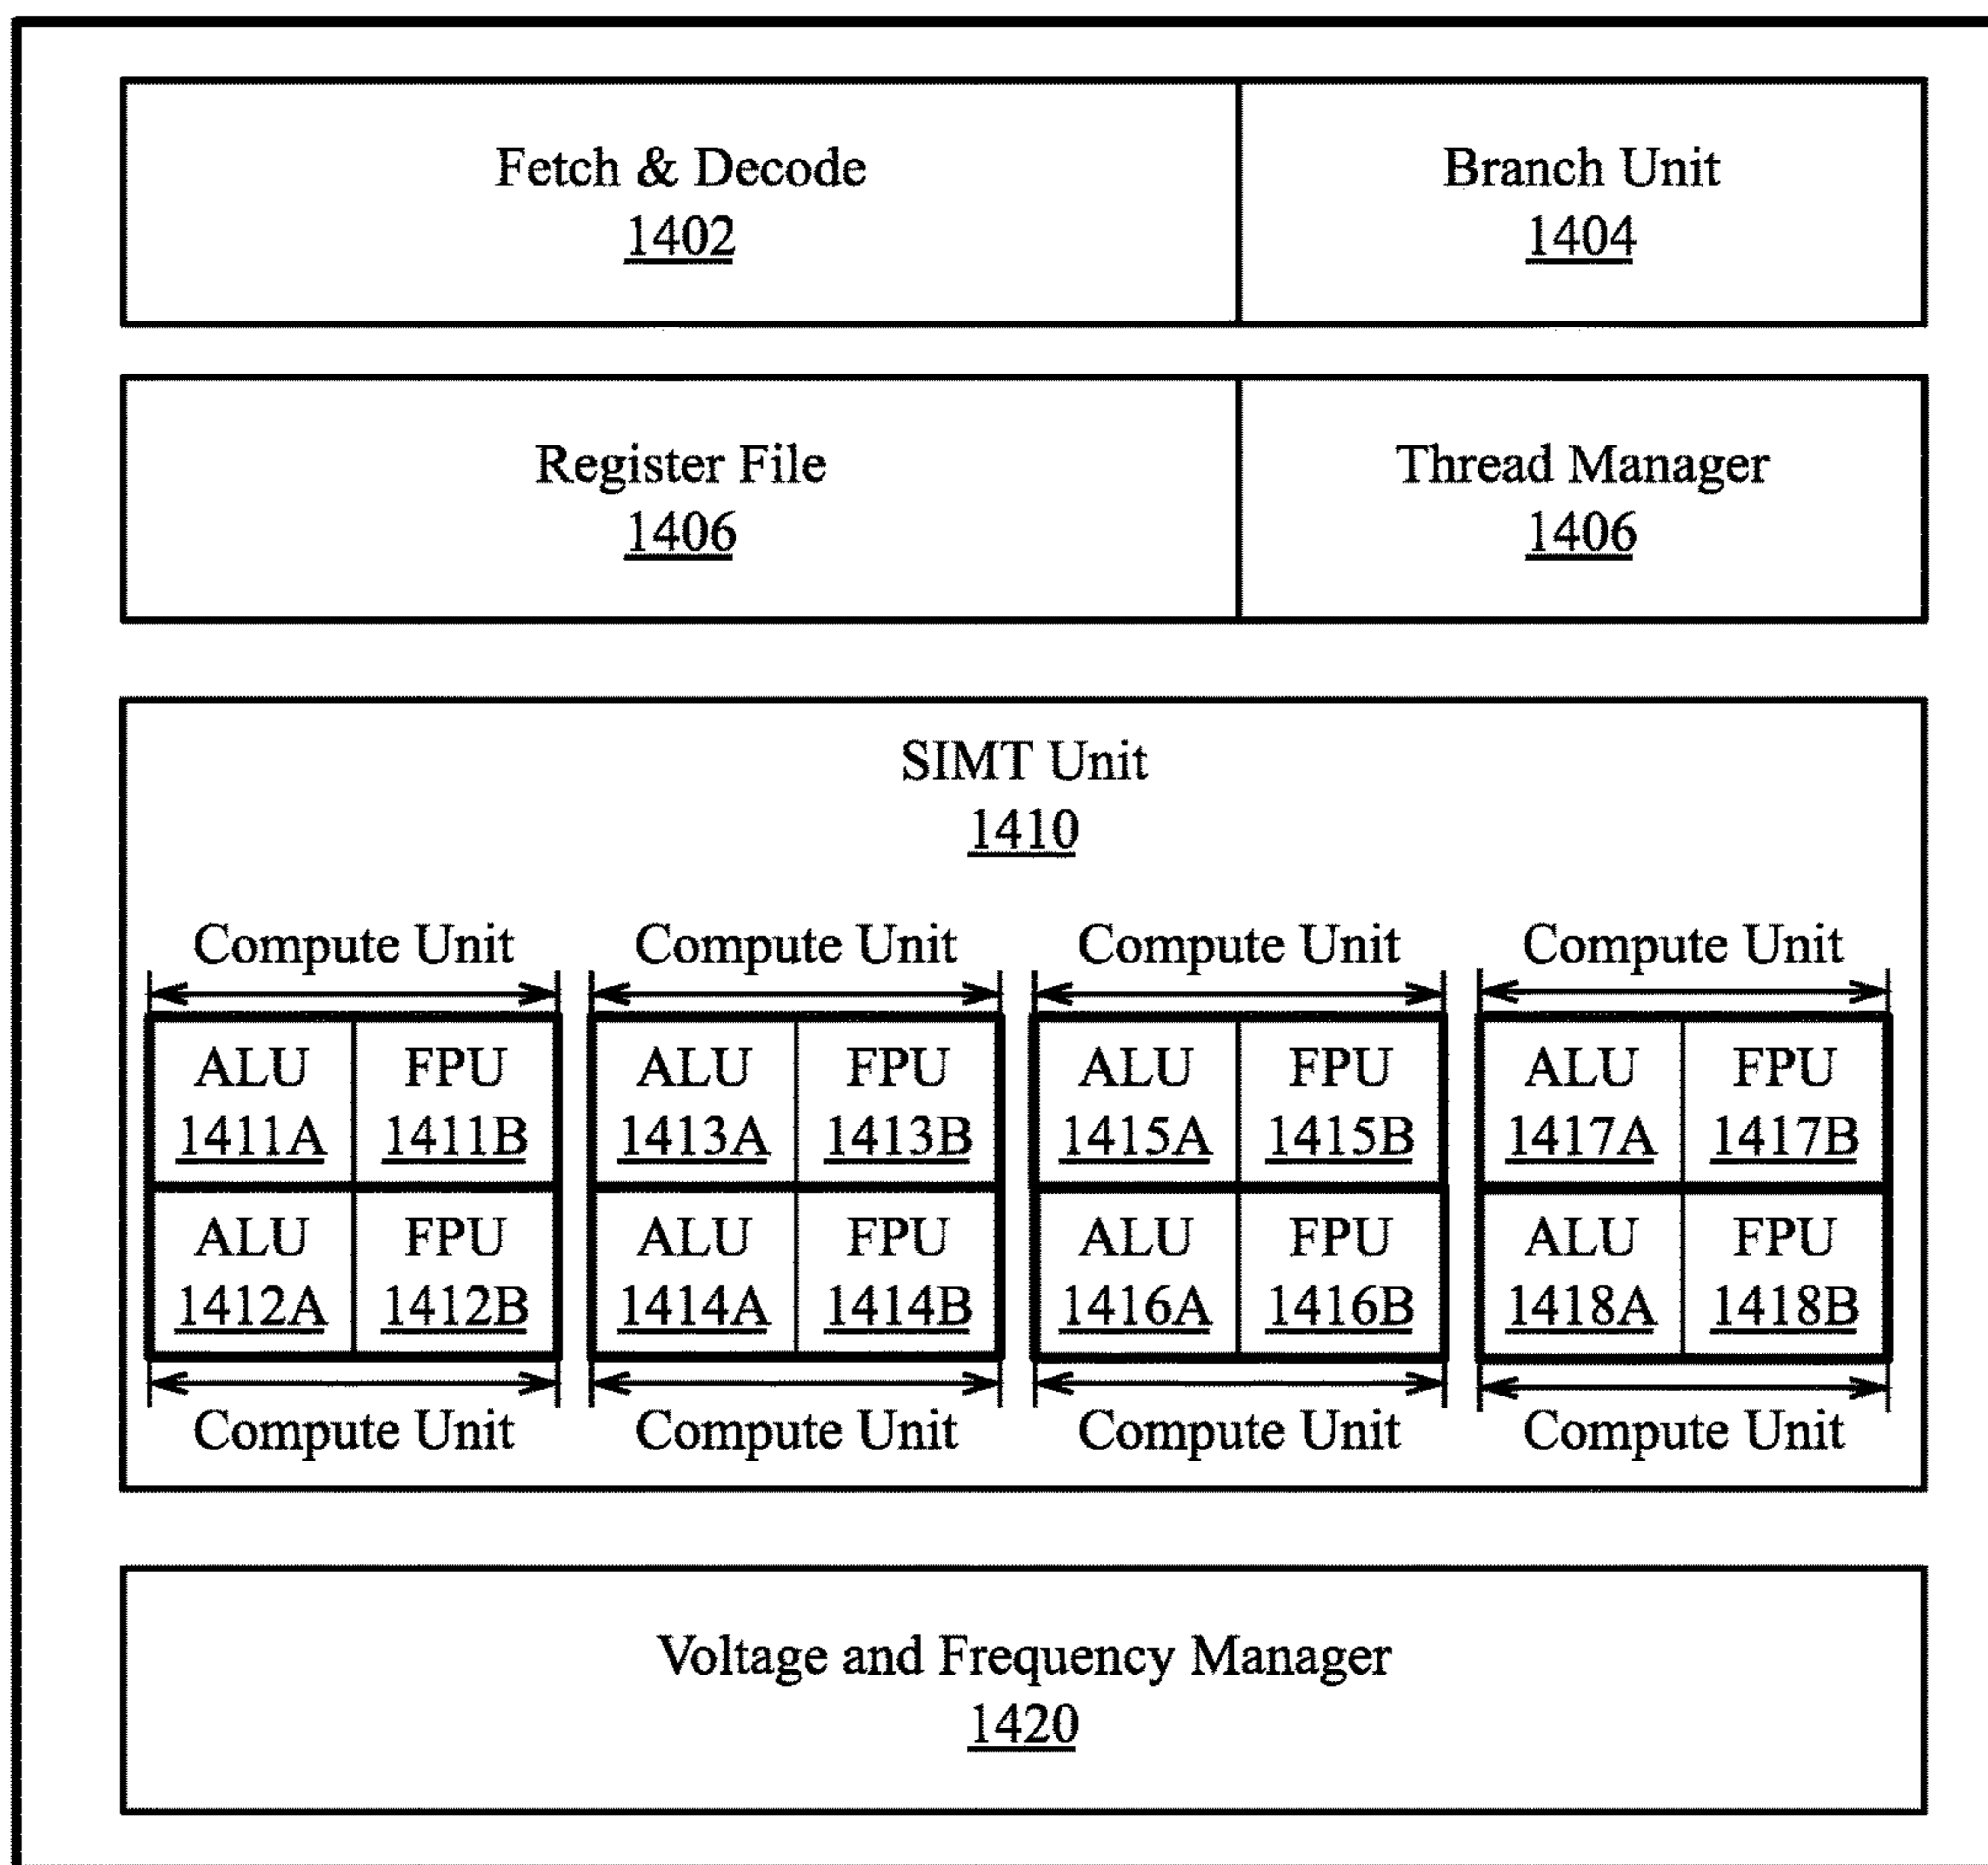 Fetch & Decode
1402
Branch Unit
1404
Register File
1406
Thread Manager
1406
SIMT Unit
1410
Compute Unit
Compute Unit
Compute Unit
Compute Unit
ALU
1411A
FPU
1411B
ALU
1413A
FPU
1413B
ALU
1415A
FPU
1415B
ALU
1417A
FPU
1417B
ALU
1412A
FPU
1412B
ALU
1414A
FPU
1414B
ALU
1416A
FPU
1416B
ALU
1418A
FPU
1418B
Compute Unit
Compute Unit
Compute Unit
Compute Unit
Voltage and Frequency Manager
1420